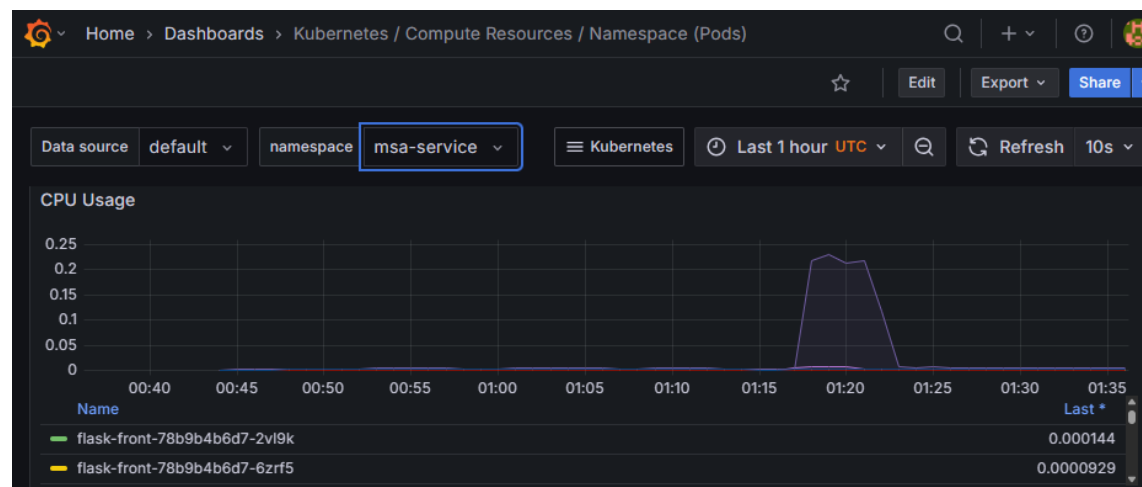 Home › Dashboards › Kubernetes / Compute Resources / Namespace (Pods)
Edit Export Share
Data source default namespace msa-service Kubernetes Last 1 hour UTC Refresh 10s
CPU Usage
0.25
0.2
0.15
0.1
0.05
0
00:40 00:45 00:50 00:55 01:00 01:05 01:10 01:15 01:20 01:25 01:30 01:35
Name Last *
flask-front-78b9b4b6d7-2vl9k 0.000144
flask-front-78b9b4b6d7-6zrf5 0.0000929